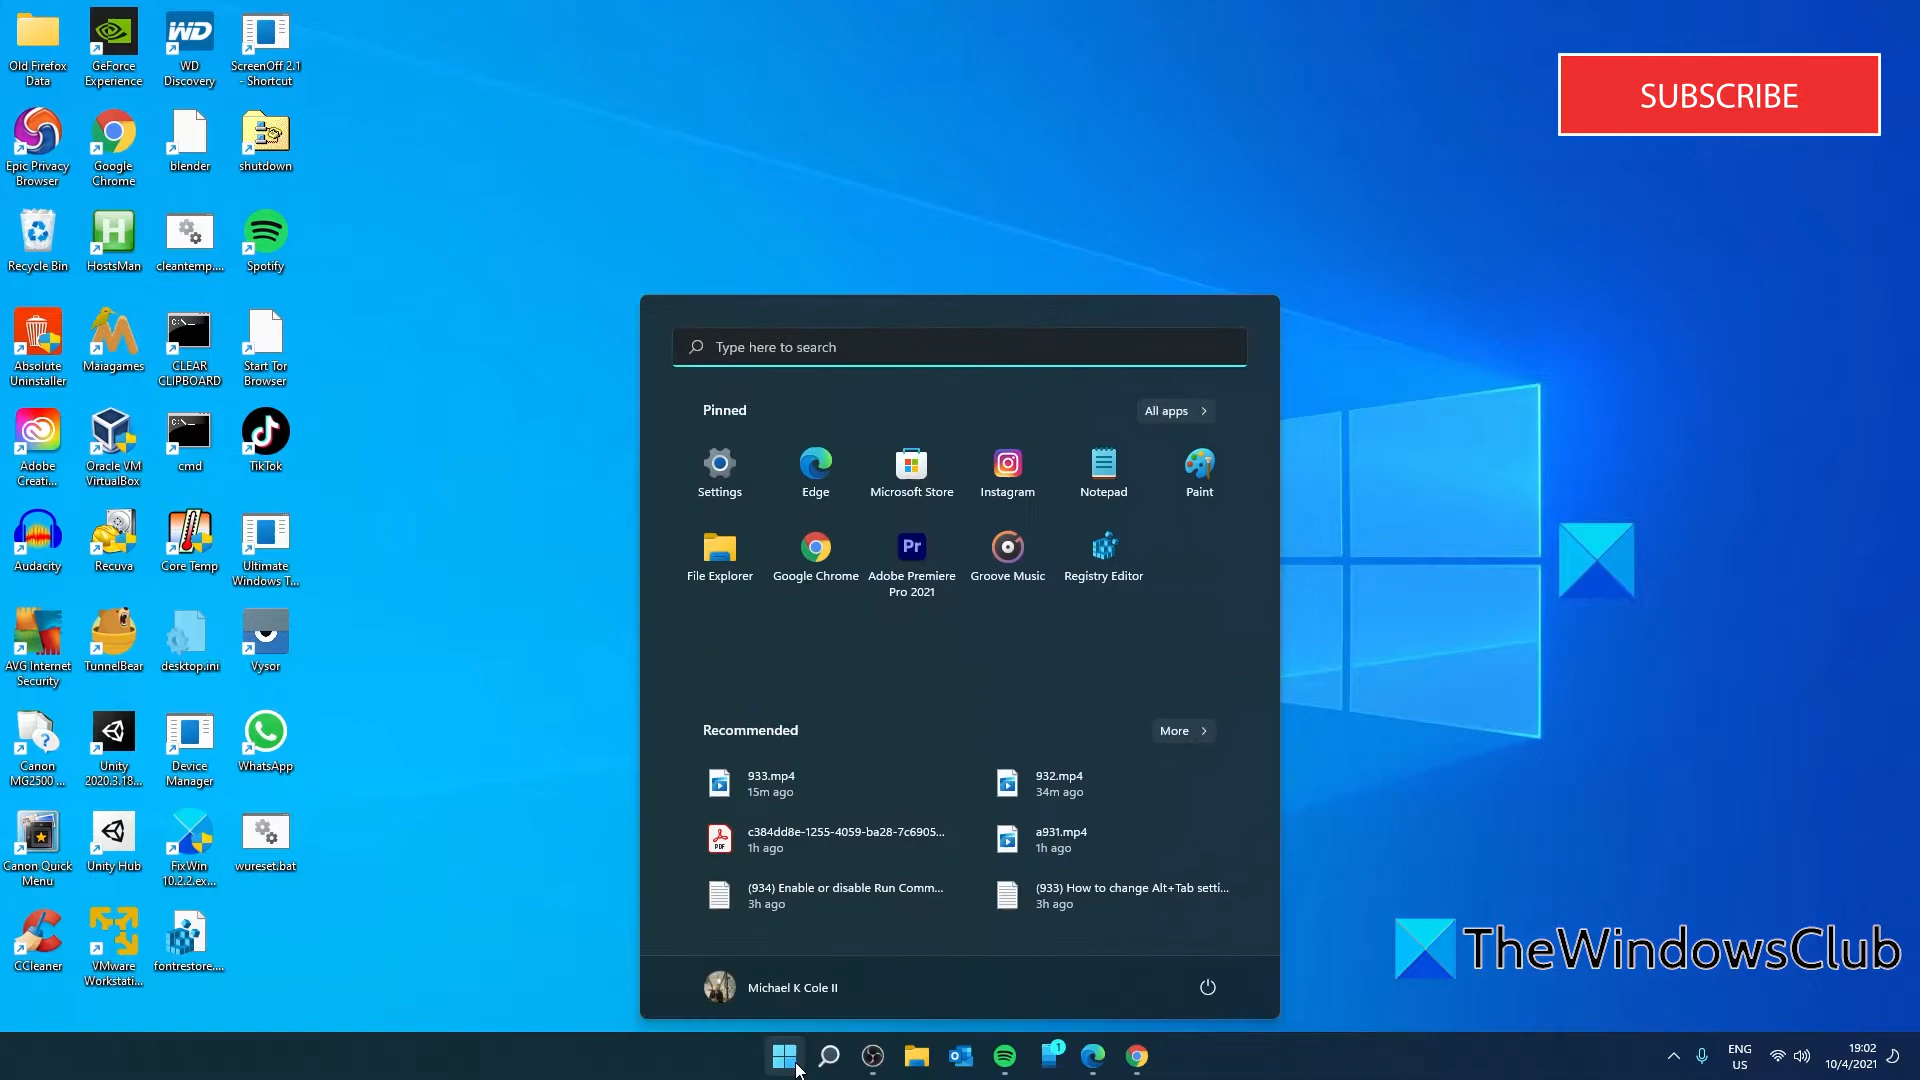 Old Firefox
Data
GeForce
Experience
WD
WD
Discovery
ScreenOff 2.1
- Shortcut
SUBSCRIBE
Epic Privacy
Browser
Google
Chrome
blender
shutdown
Recycle Bin
H
HostsMan
cleantemp....
Spotify
Absolute
Uninstaller
Maiagames
C:\_
CLEAR
CLIPBOARD
Start Tor
Browser
Adobe
Creati...
Oracle VM
VirtualBox
C:\_
cmd
TikTok
Audacity
Recuva
Core Temp
Ultimate
Windows T...
AVG Internet
Security
TunnelBear
desktop.ini
Vysor
Canon
MG2500 ...
Unity
2020.3.18...
Device
Manager
WhatsApp
Canon Quick
Menu
Unity Hub
FixWin
10.2.2.ex...
wureset.bat
CCleaner
VMware
Workstati...
fontrestore....
Type here to search
Pinned
All apps
Settings
Edge
Microsoft Store
Instagram
Notepad
Paint
File Explorer
Google Chrome
Pr
Adobe Premiere
Pro 2021
Groove Music
Registry Editor
Recommended
More
933.mp4
15m ago
932.mp4
34m ago
PDF
c384dd8e-1255-4059-ba28-7c6905...
1h ago
a931.mp4
1h ago
(934) Enable or disable Run Comm...
3h ago
(933) How to change Alt+Tab setti...
3h ago
Michael K Cole II
TheWindowsClub
1
ENG
US
19:02
10/4/2021